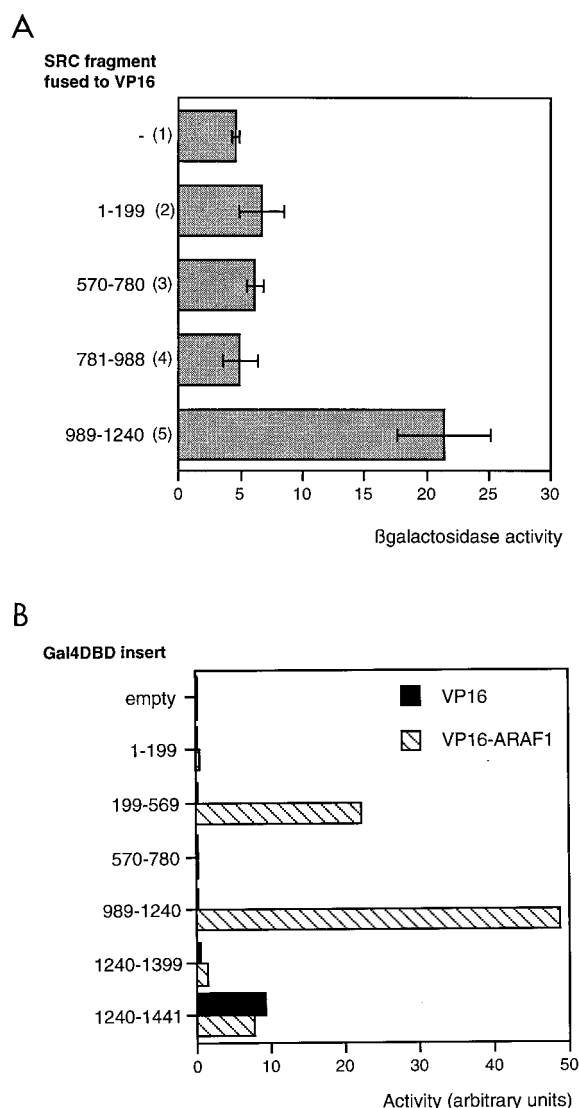 A
SRC fragment
fused to VP16
- (1)
1-199 (2)
570-780 (3)
781-988 (4)
989-1240 (5)
0 5 10 15 20 25 30
ßgalactosidase activity
B
Gal4DBD insert
empty
1-199
199-569
570-780
989-1240
1240-1399
1240-1441
VP16
VP16-ARAF1
0 10 20 30 40 50
Activity (arbitrary units)